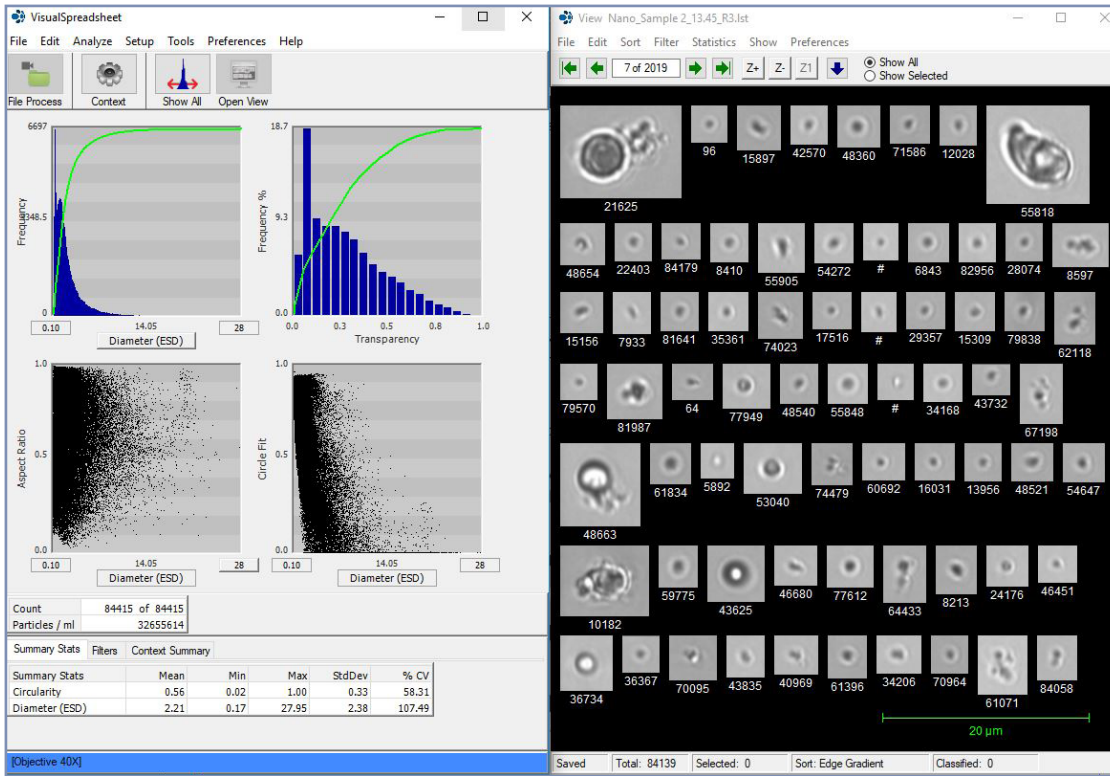 VisualSpreadsheet
File Edit Analyze Setup Tools Preferences Help
File Process Context Show All Open View
6697
3348.5
0
Frequency
0.10 14.05 28
Diameter (ESD)
18.7
9.3
0
Frequency %
0.0 0.3 0.5 0.8 1.0
Transparency
1.0
0.5
0.0
Aspect Ratio
0.10 14.05 28
Diameter (ESD)
1.0
0.5
0.0
Circle Fit
0.10 14.05 28
Diameter (ESD)
Count 84415 of 84415
Particles / ml 32655614
Summary Stats Filters Context Summary
Summary Stats Mean Min Max StdDev % CV
Circularity 0.56 0.02 1.00 0.33 58.31
Diameter (ESD) 2.21 0.17 27.95 2.38 107.49
[Objective 40X]
View Nano_Sample 2_13.45_R3.lst
File Edit Sort Filter Statistics Show Preferences
7 of 2019 Z+ Z- Z1 Show All
Show Selected
21625 96 15897 42570 48360 71586 12028 55818
48654 22403 84179 8410 55905 54272 # 6843 82956 28074 8597
15156 7933 81641 35361 74023 17516 # 29357 15309 79838 62118
79570 81987 64 77949 48540 55848 # 34168 43732 67198
48663 61834 5892 53040 74479 60692 16031 13956 48521 54647
10182 59775 43625 46680 77612 64433 8213 24176 46451
36734 36367 70095 43835 40969 61396 34206 70964 61071 84058
20 µm
Saved Total: 84139 Selected: 0 Sort: Edge Gradient Classified: 0